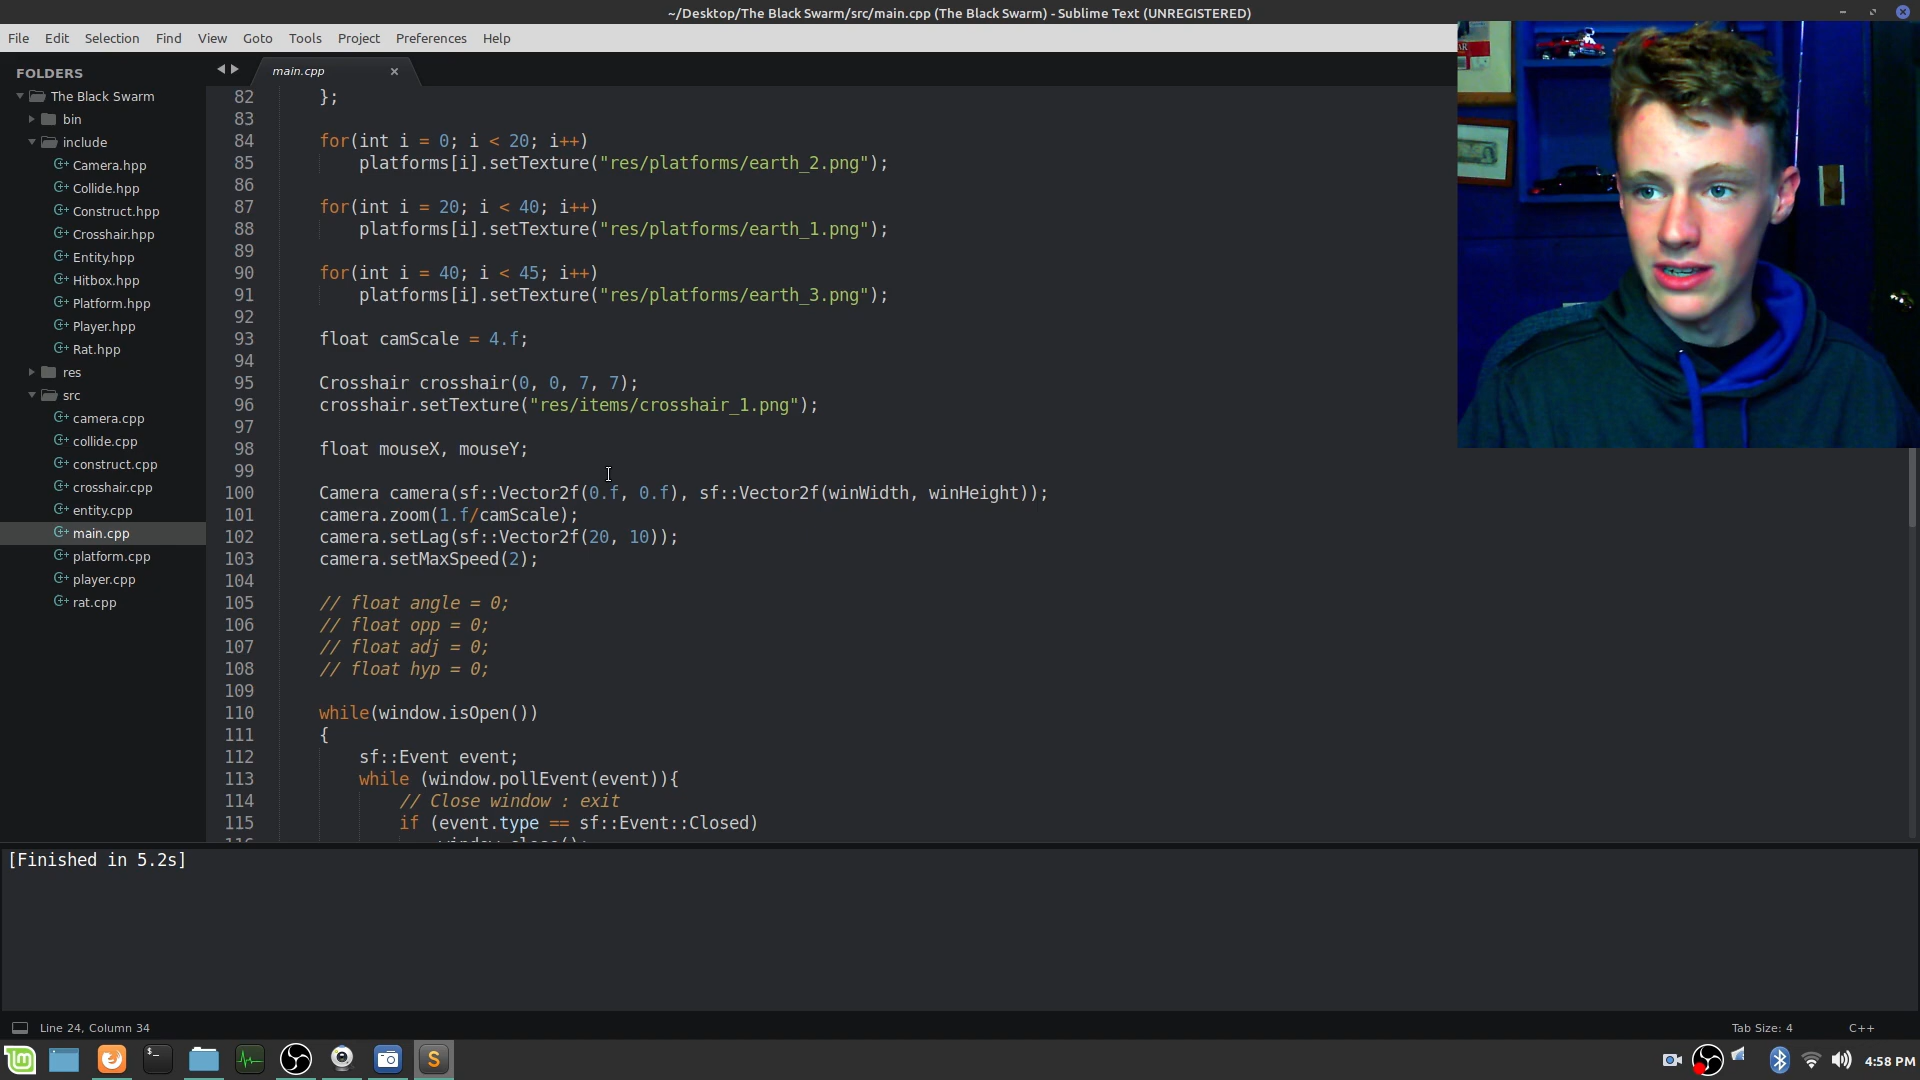 ~/Desktop/The Black Swarm/src/main.cpp (The Black Swarm) - Sublime Text (UNREGISTERED)
File Edit Selection Find View Goto Tools Project Preferences Help
FOLDERS
The Black Swarm
bin
include
Camera.hpp
Collide.hpp
Construct.hpp
Crosshair.hpp
Entity.hpp
Hitbox.hpp
Platform.hpp
Player.hpp
Rat.hpp
res
src
camera.cpp
collide.cpp
construct.cpp
crosshair.cpp
entity.cpp
main.cpp
platform.cpp
player.cpp
rat.cpp
main.cpp
82 };
83
84 for(int i = 0; i < 20; i++)
85 platforms[i].setTexture("res/platforms/earth_2.png");
86
87 for(int i = 20; i < 40; i++)
88 platforms[i].setTexture("res/platforms/earth_1.png");
89
90 for(int i = 40; i < 45; i++)
91 platforms[i].setTexture("res/platforms/earth_3.png");
92
93 float camScale = 4.f;
94
95 Crosshair crosshair(0, 0, 7, 7);
96 crosshair.setTexture("res/items/crosshair_1.png");
97
98 float mouseX, mouseY;
99
100 Camera camera(sf::Vector2f(0.f, 0.f), sf::Vector2f(winWidth, winHeight));
101 camera.zoom(1.f/camScale);
102 camera.setLag(sf::Vector2f(20, 10));
103 camera.setMaxSpeed(2);
104
105 // float angle = 0;
106 // float opp = 0;
107 // float adj = 0;
108 // float hyp = 0;
109
110 while(window.isOpen())
111 {
112 sf::Event event;
113 while (window.pollEvent(event)){
114 // Close window : exit
115 if (event.type == sf::Event::Closed)
[Finished in 5.2s]
Line 24, Column 34
Tab Size: 4
C++
4:58 PM